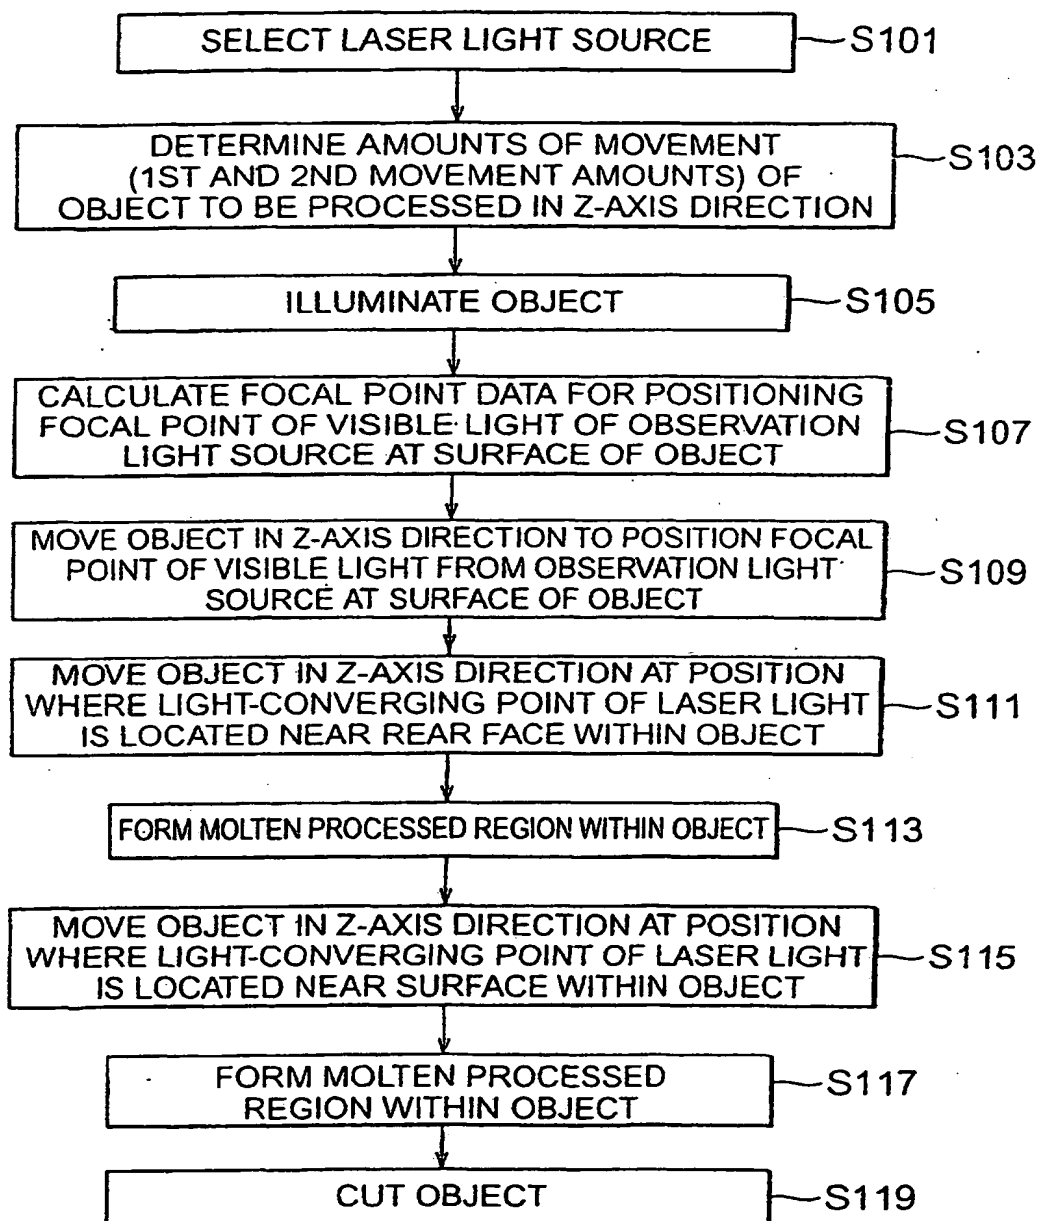 SELECT LASER LIGHT SOURCE
S101
DETERMINE AMOUNTS OF MOVEMENT
(1ST AND 2ND MOVEMENT AMOUNTS) OF
OBJECT TO BE PROCESSED IN Z-AXIS DIRECTION
S103
ILLUMINATE OBJECT
S105
CALCULATE FOCAL POINT DATA FOR POSITIONING
FOCAL POINT OF VISIBLE LIGHT OF OBSERVATION
LIGHT SOURCE AT SURFACE OF OBJECT
S107
MOVE OBJECT IN Z-AXIS DIRECTION TO POSITION FOCAL
POINT OF VISIBLE LIGHT FROM OBSERVATION LIGHT
SOURCE AT SURFACE OF OBJECT
S109
MOVE OBJECT IN Z-AXIS DIRECTION AT POSITION
WHERE LIGHT-CONVERGING POINT OF LASER LIGHT
IS LOCATED NEAR REAR FACE WITHIN OBJECT
S111
FORM MOLTEN PROCESSED REGION WITHIN OBJECT
S113
MOVE OBJECT IN Z-AXIS DIRECTION AT POSITION
WHERE LIGHT-CONVERGING POINT OF LASER LIGHT
IS LOCATED NEAR SURFACE WITHIN OBJECT
S115
FORM MOLTEN PROCESSED
REGION WITHIN OBJECT
S117
CUT OBJECT
S119